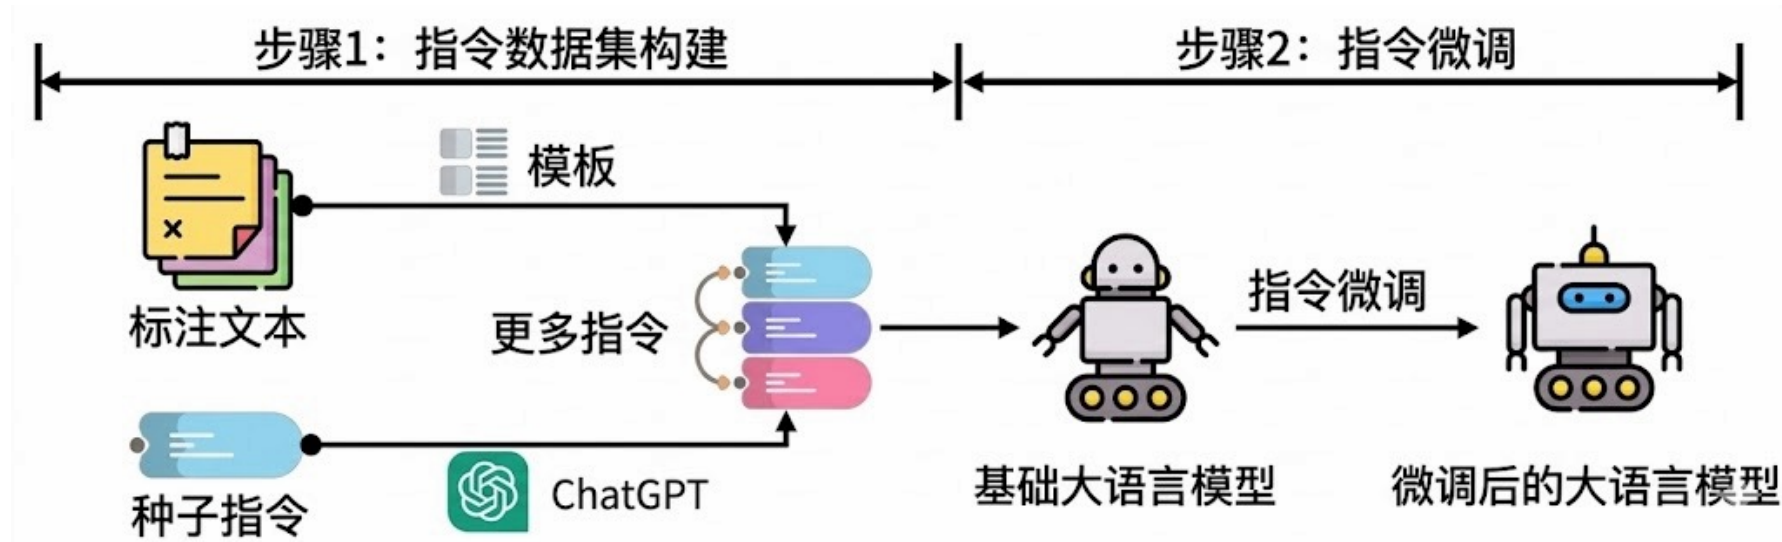 步骤1：指令数据集构建
步骤2：指令微调
模板
标注文本
更多指令
指令微调
种子指令
ChatGPT
基础大语言模型
微调后的大语言模型